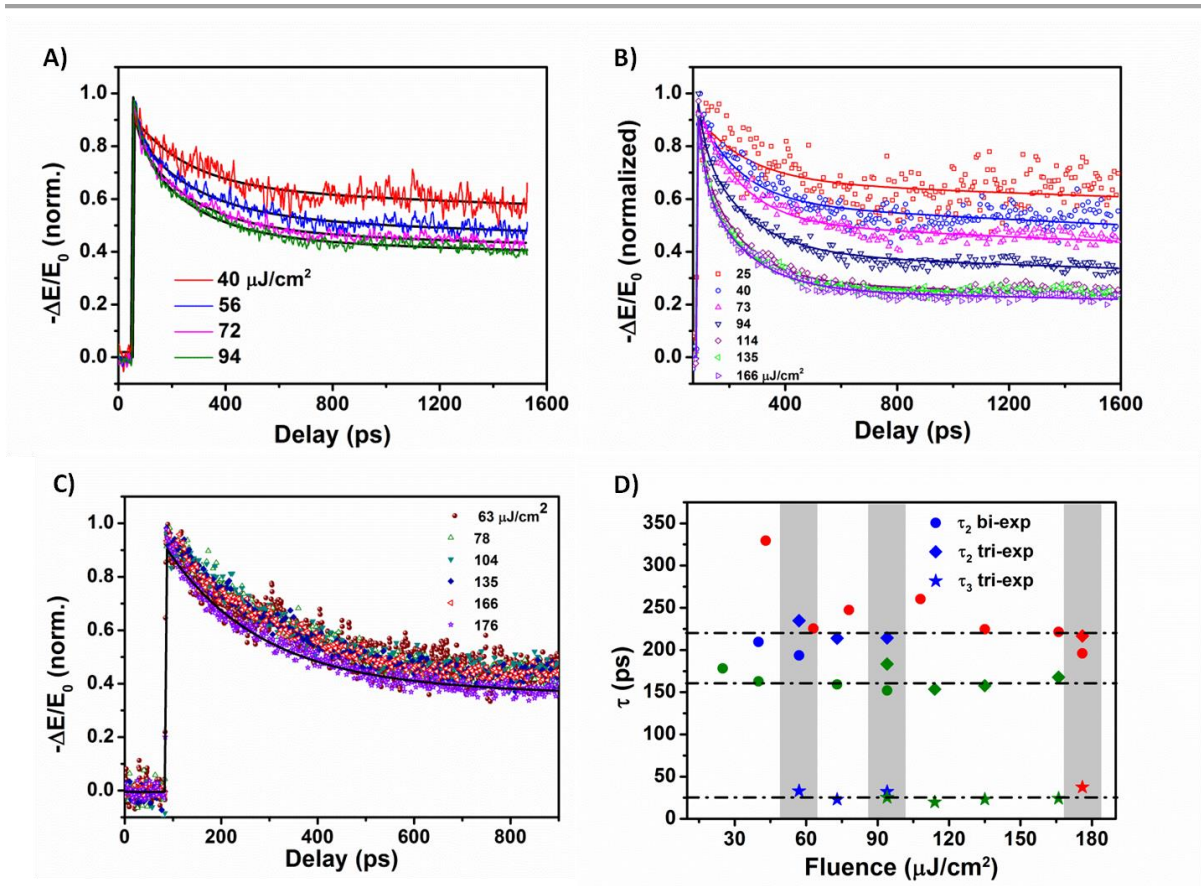 A)
-ΔE/E₀ (norm.)
1.0
0.8
0.6
0.4
0.2
0.0
40 μJ/cm²
56
72
94
0 400 800 1200 1600
Delay (ps)
B)
-ΔE/E₀ (normalized)
1.0
0.8
0.6
0.4
0.2
0.0
25
40
73
94
114
135
166 μJ/cm²
400 800 1200 1600
Delay (ps)
C)
-ΔE/E₀ (norm.)
1.0
0.8
0.6
0.4
0.2
0.0
63 μJ/cm²
78
104
135
166
176
0 200 400 600 800
Delay (ps)
D)
τ (ps)
350
300
250
200
150
100
50
0
τ₂ bi-exp
τ₂ tri-exp
τ₃ tri-exp
30 60 90 120 150 180
Fluence (μJ/cm²)